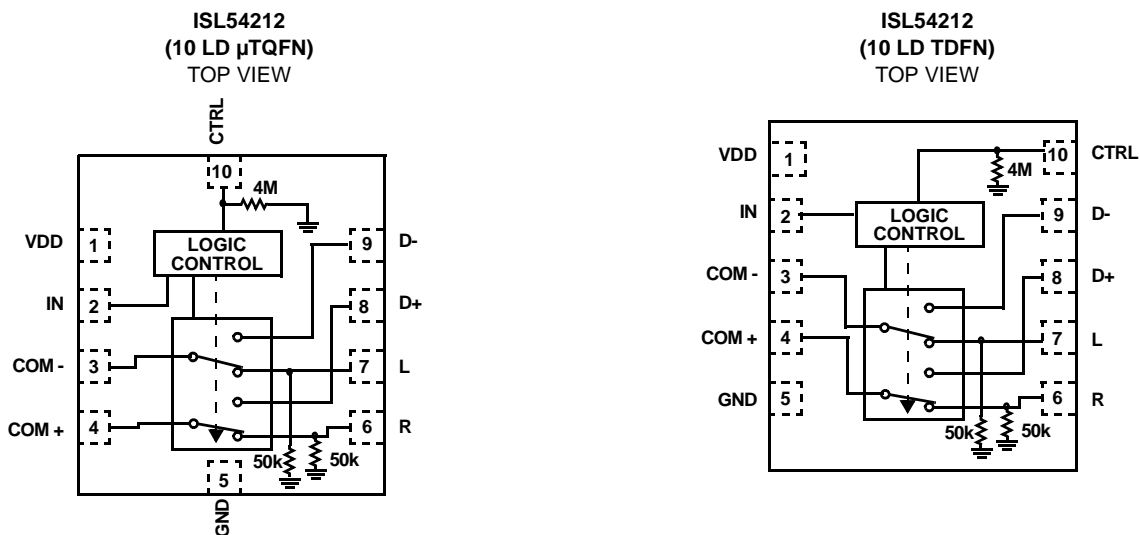 ISL54212
(10 LD µTQFN)
TOP VIEW
CTRL
10
4M
VDD
1
LOGIC
CONTROL
9
D-
IN
2
8
D+
COM -
3
7
L
COM +
4
6
R
50k
50k
5
GND
ISL54212
(10 LD TDFN)
TOP VIEW
VDD
1
10
CTRL
4M
IN
2
LOGIC
CONTROL
9
D-
COM -
3
8
D+
COM +
4
7
L
GND
5
6
R
50k
50k